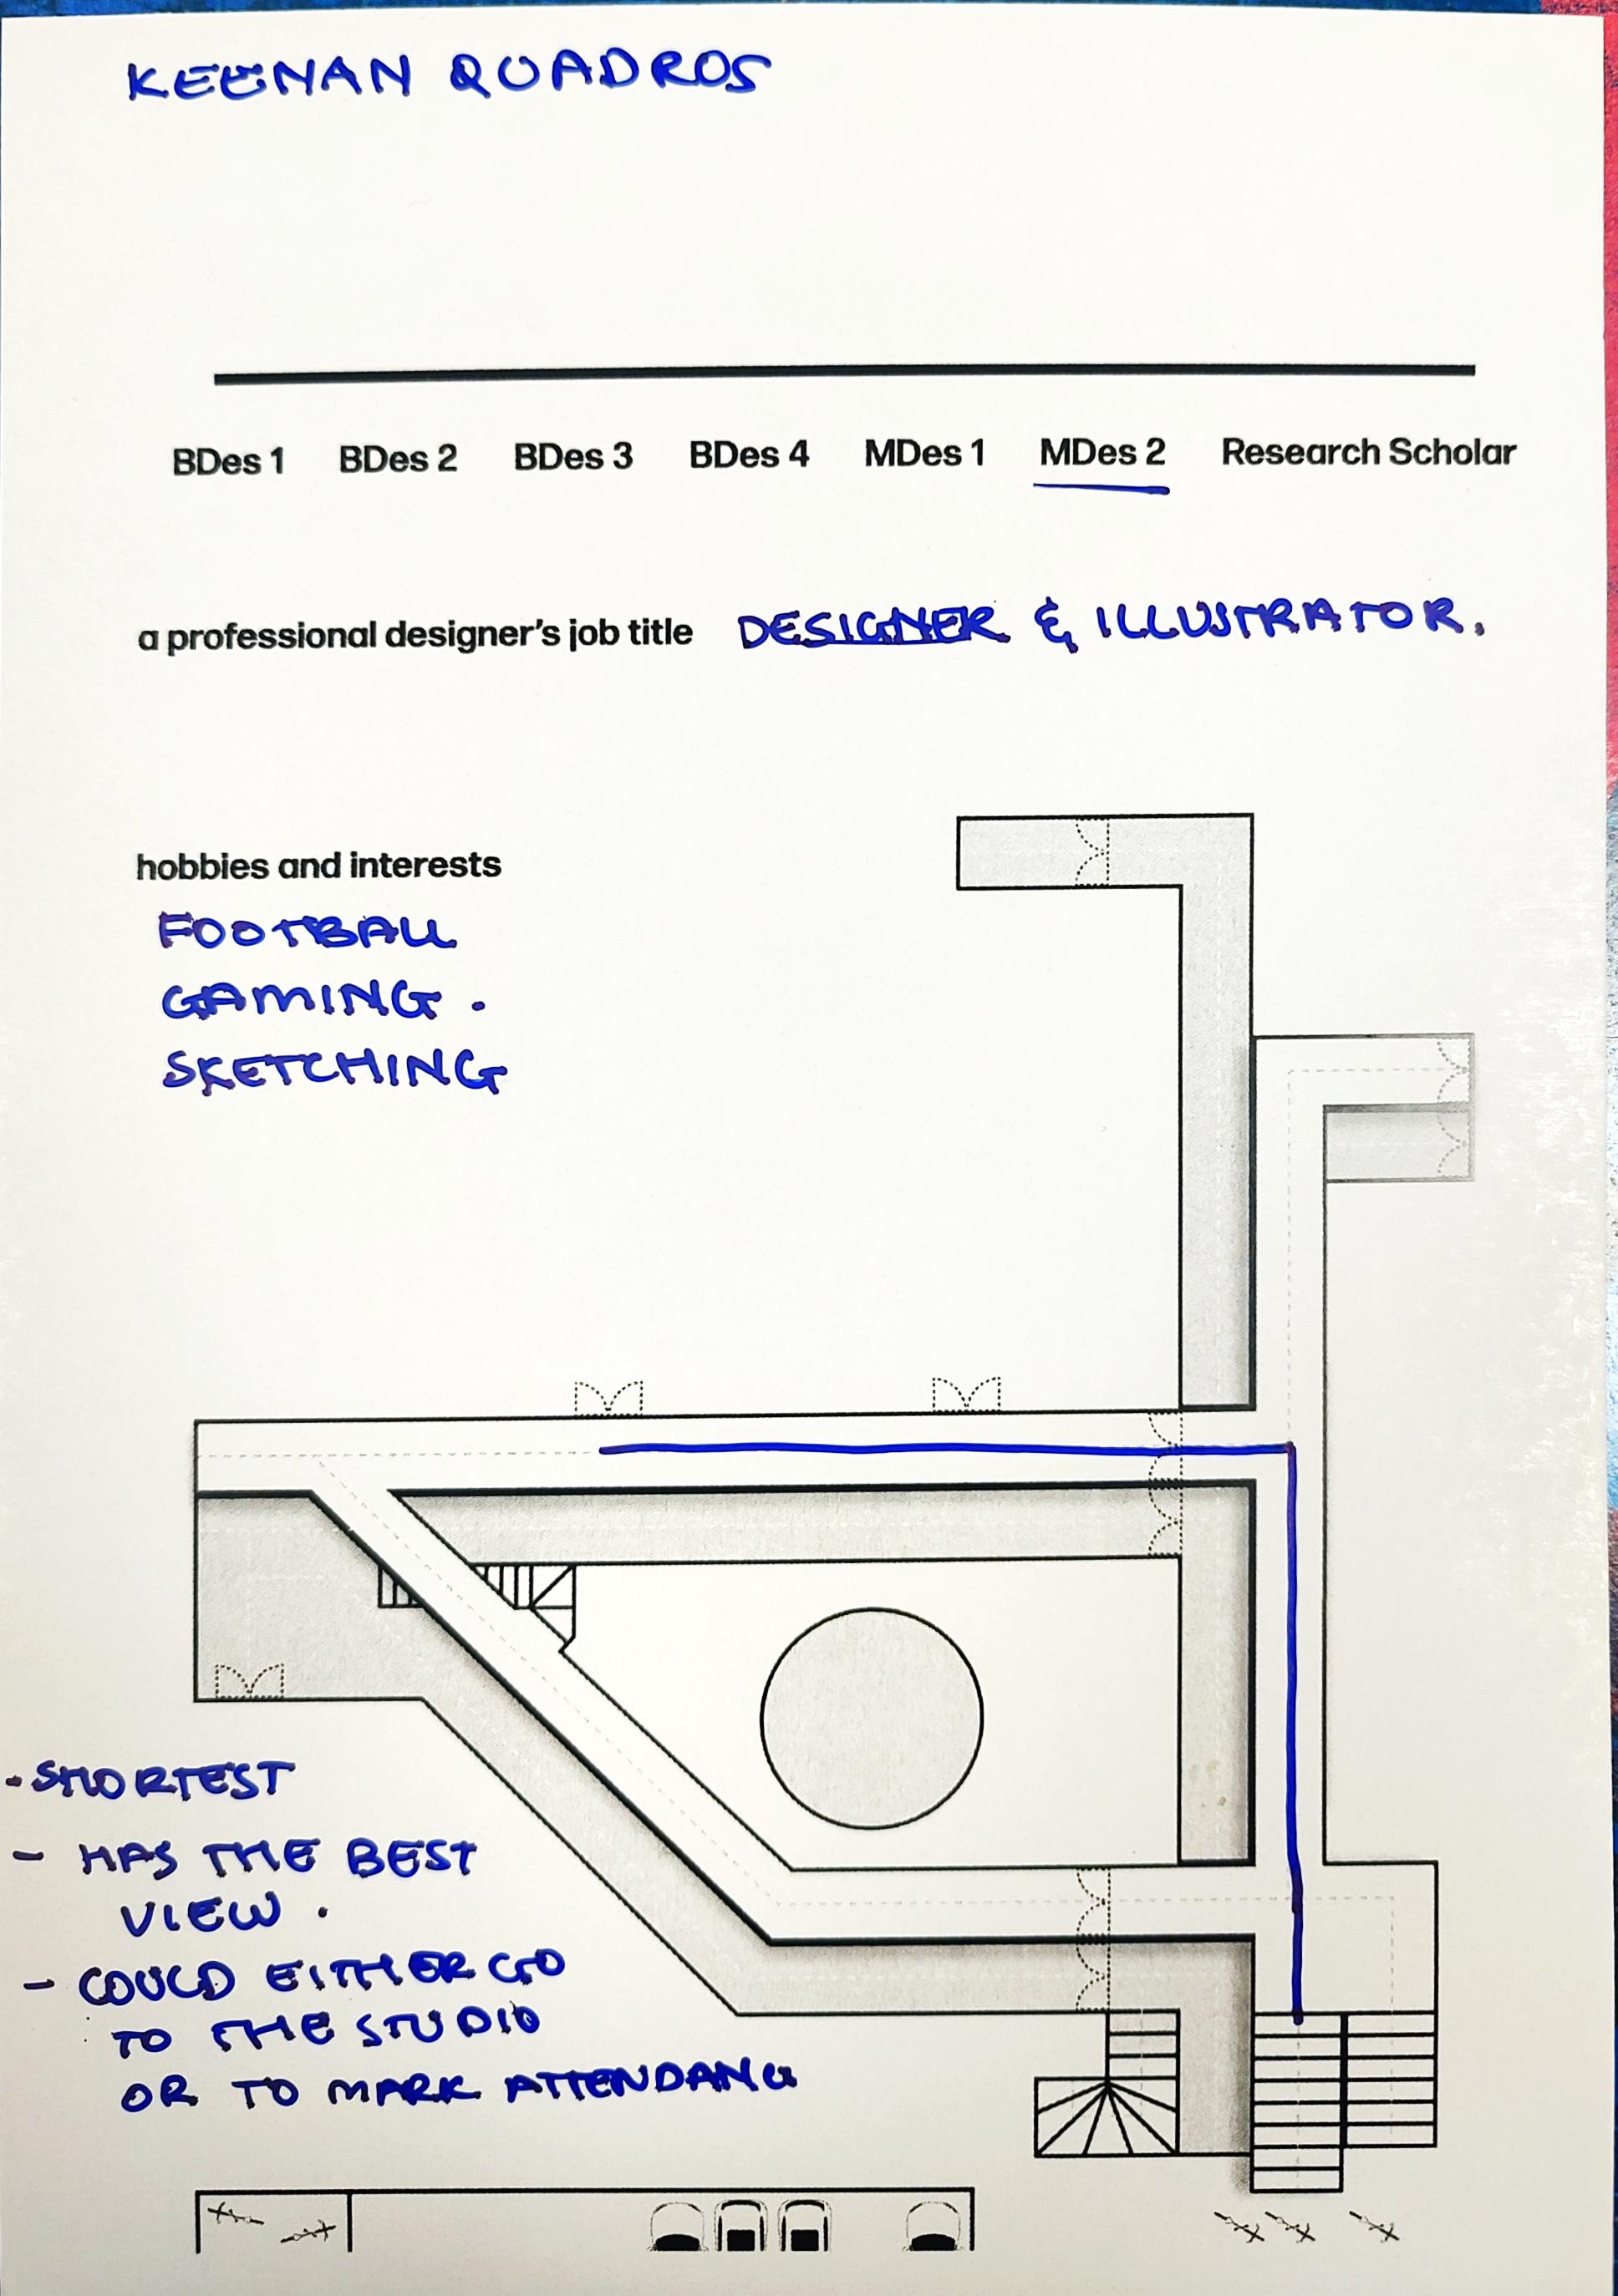 KEENAN QUADROS
BDes 1 BDes 2 BDes 3 BDes 4 MDes 1 MDes 2 Research Scholar
a professional designer's job title DESIGNER & ILLUSTRATOR.
hobbies and interests
FOOTBALL
GAMING.
SKETCHING
- SHORTEST
- HAS THE BEST
VIEW.
- COULD EITHER GO
TO THE STUDIO
OR TO MARK